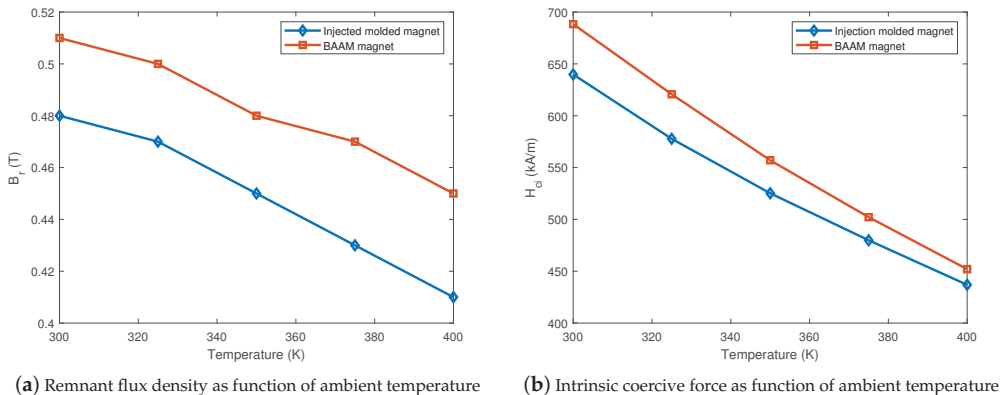 0.52
0.5
0.48
0.46
0.44
0.42
0.4
300
320
340
360
380
400
B_r (T)
Temperature (K)
Injected molded magnet
BAAM magnet
(a) Remnant flux density as function of ambient temperature
700
650
600
550
500
450
400
300
320
340
360
380
400
H_ci (kA/m)
Temperature (K)
Injection molded magnet
BAAM magnet
(b) Intrinsic coercive force as function of ambient temperature